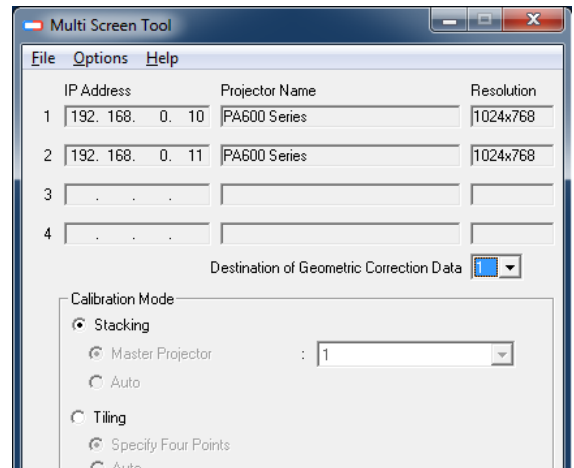 Multi Screen Tool
File Options Help
IP Address Projector Name Resolution
1 192. 168. 0. 10 PA600 Series 1024x768
2 192. 168. 0. 11 PA600 Series 1024x768
3 . . .
4 . . .
Destination of Geometric Correction Data 1
Calibration Mode
Stacking
Master Projector : 1
Auto
Tiling
Specify Four Points
Auto